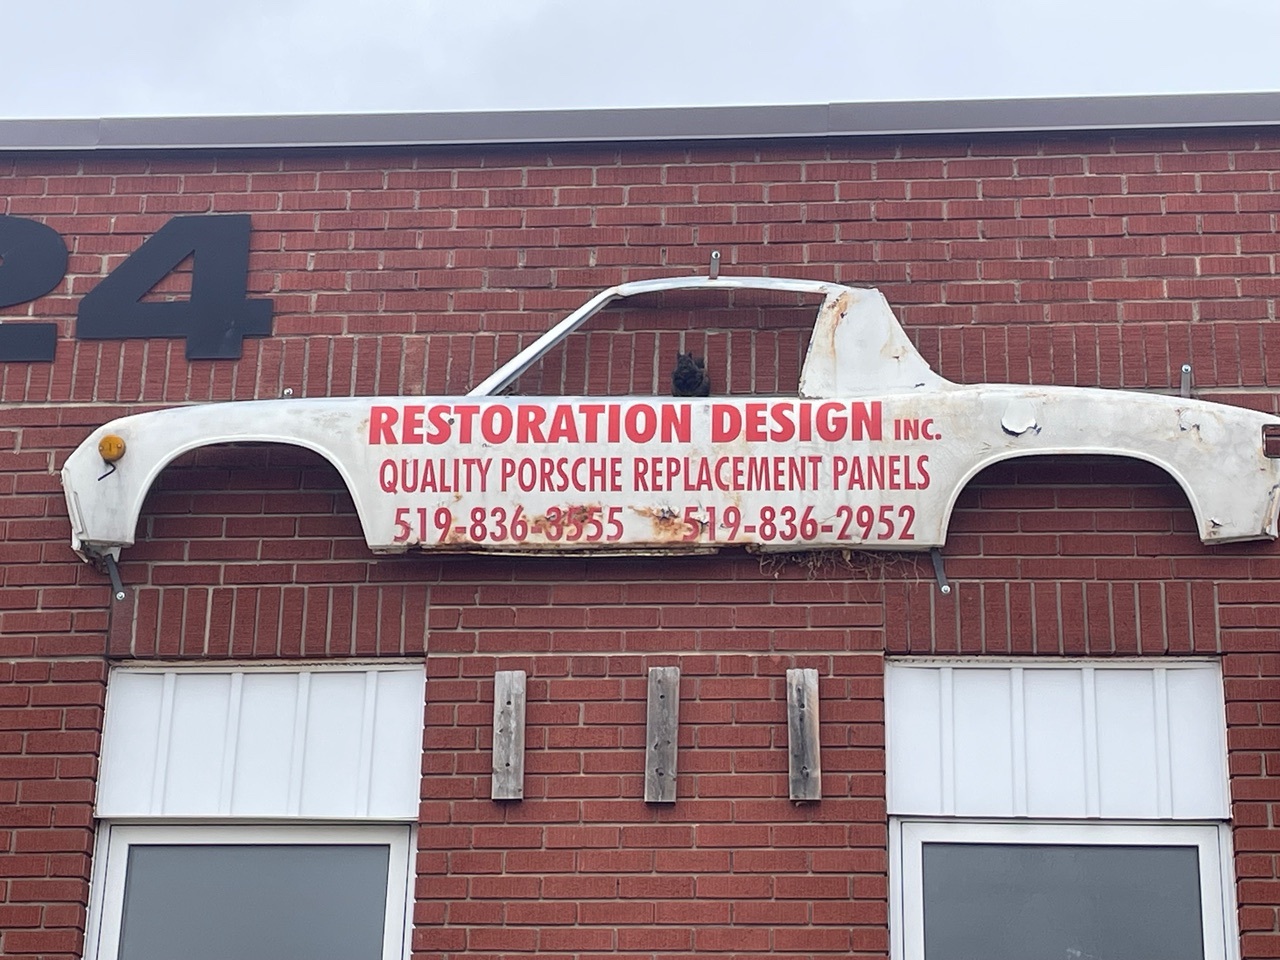 24
RESTORATION DESIGN INC.
QUALITY PORSCHE REPLACEMENT PANELS
519-836-3555 519-836-2952